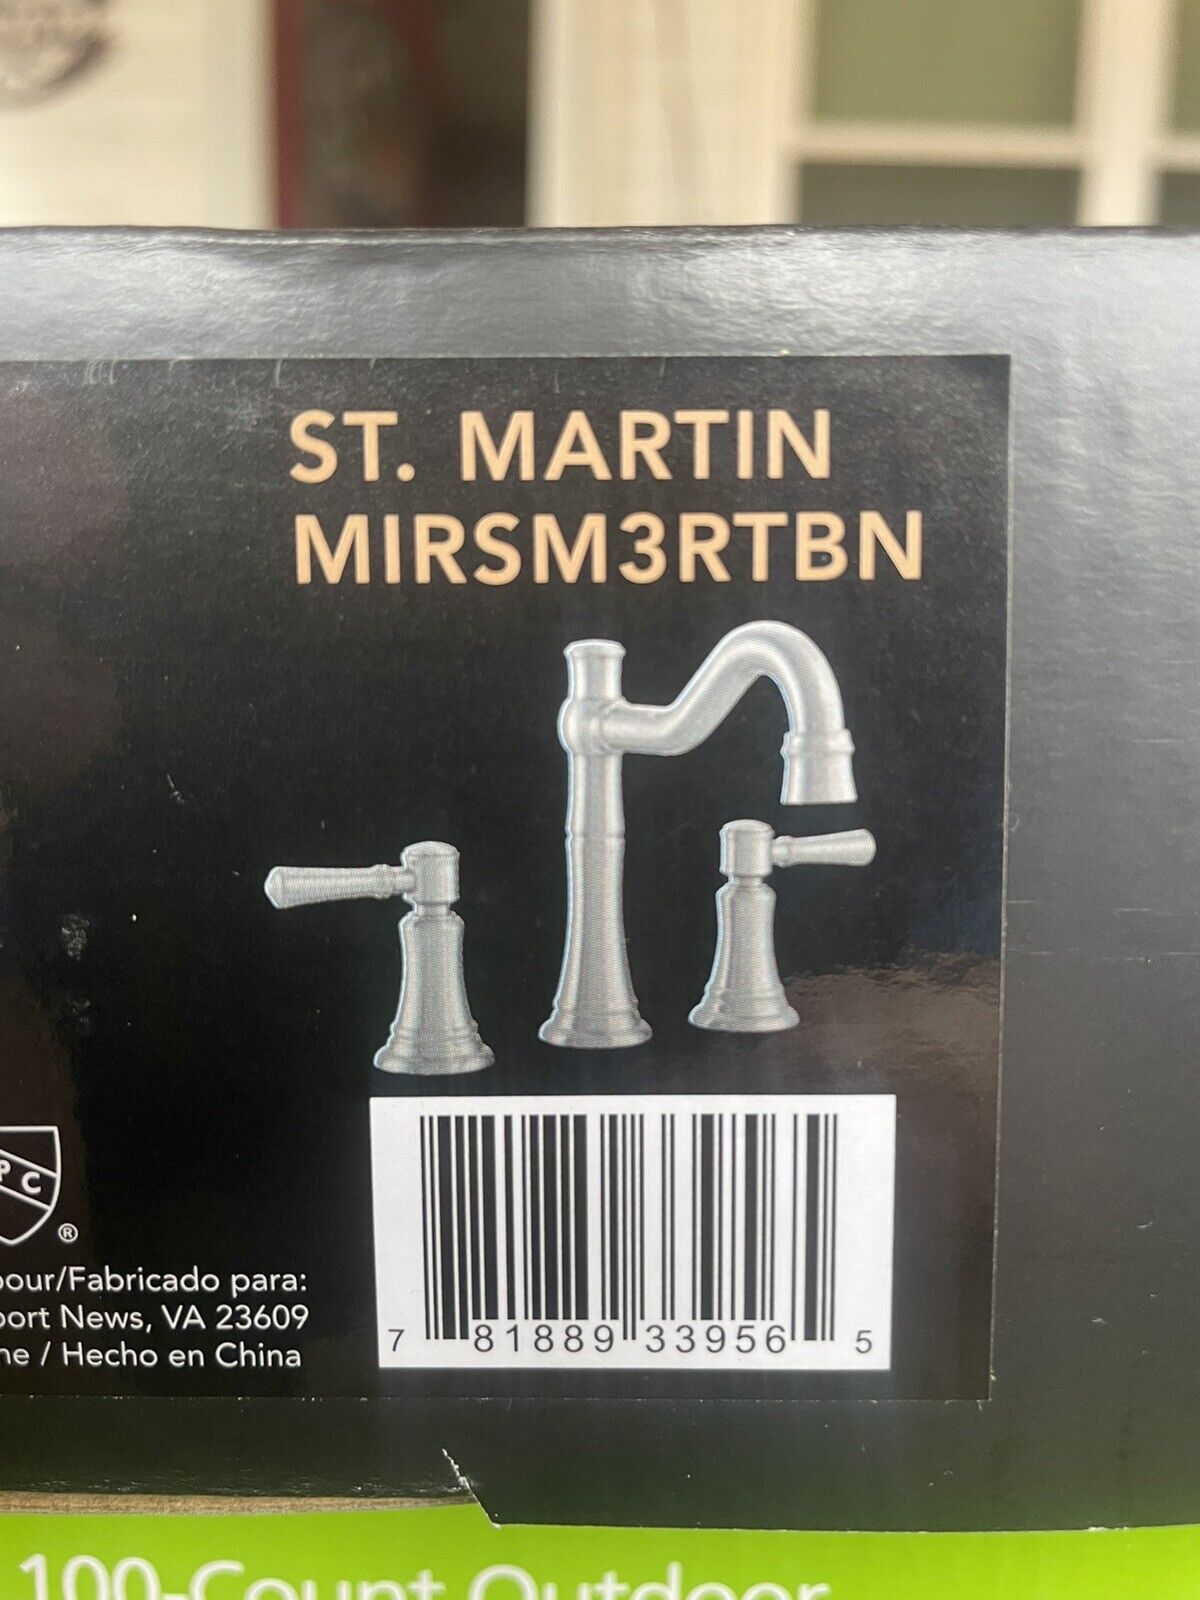 ST. MARTIN
MIRSM3RTBN
P C
®
pour/Fabricado para:
port News, VA 23609
ne / Hecho en China
7 81889 33956 5
100-Count Outdoor